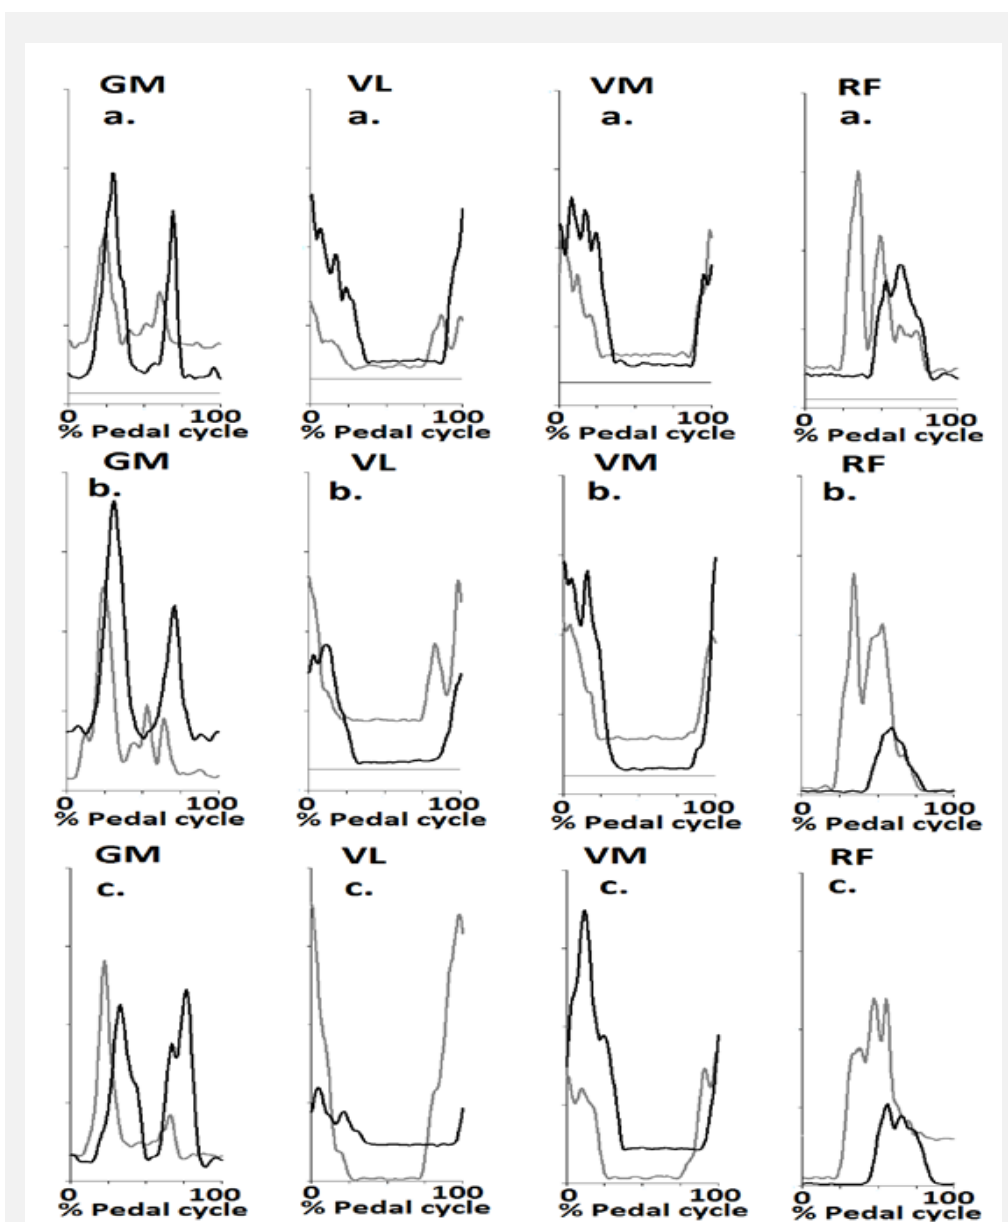 GM VL VM RF
a. a. a. a.
0 100 0 100 0 100 0 100
% Pedal cycle % Pedal cycle % Pedal cycle % Pedal cycle
GM VL VM RF
b. b. b. b.
0 100 0 100 0 100 0 100
% Pedal cycle % Pedal cycle % Pedal cycle % Pedal cycle
GM VL VM RF
c. c. c. c.
0 100 0 100 0 100 0 100
% Pedal cycle % Pedal cycle % Pedal cycle % Pedal cycle